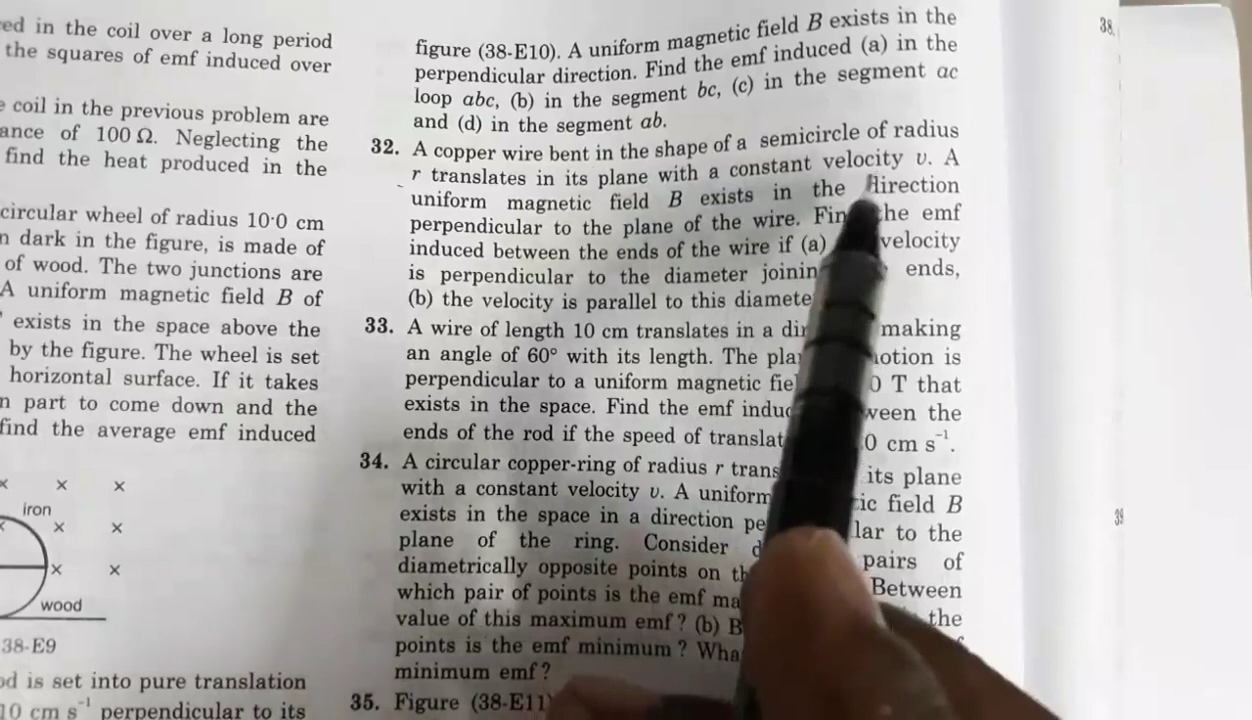 ed in the coil over a long period
the squares of emf induced over
coil in the previous problem are
ance of 100 Ω. Neglecting the
find the heat produced in the
circular wheel of radius 10·0 cm
n dark in the figure, is made of
of wood. The two junctions are
A uniform magnetic field B of
exists in the space above the
by the figure. The wheel is set
horizontal surface. If it takes
n part to come down and the
find the average emf induced
× × ×
iron
× × ×
× ×
wood
38-E9
od is set into pure translation
10 cm s⁻¹ perpendicular to its
figure (38-E10). A uniform magnetic field B exists in the
perpendicular direction. Find the emf induced (a) in the
loop abc, (b) in the segment bc, (c) in the segment ac
and (d) in the segment ab.
32. A copper wire bent in the shape of a semicircle of radius
r translates in its plane with a constant velocity v. A
uniform magnetic field B exists in the direction
perpendicular to the plane of the wire. Fin he emf
induced between the ends of the wire if (a) velocity
is perpendicular to the diameter joinin ends,
(b) the velocity is parallel to this diamete
33. A wire of length 10 cm translates in a dir making
an angle of 60° with its length. The pla otion is
perpendicular to a uniform magnetic fie 0 T that
exists in the space. Find the emf indu ween the
ends of the rod if the speed of translat 0 cm s⁻¹.
34. A circular copper-ring of radius r trans its plane
with a constant velocity v. A uniform ic field B
exists in the space in a direction pe lar to the
plane of the ring. Consider d pairs of
diametrically opposite points on th Between
which pair of points is the emf ma the
value of this maximum emf? (b) B
points is the emf minimum? Wha
minimum emf?
35. Figure (38-E11)
38.
39